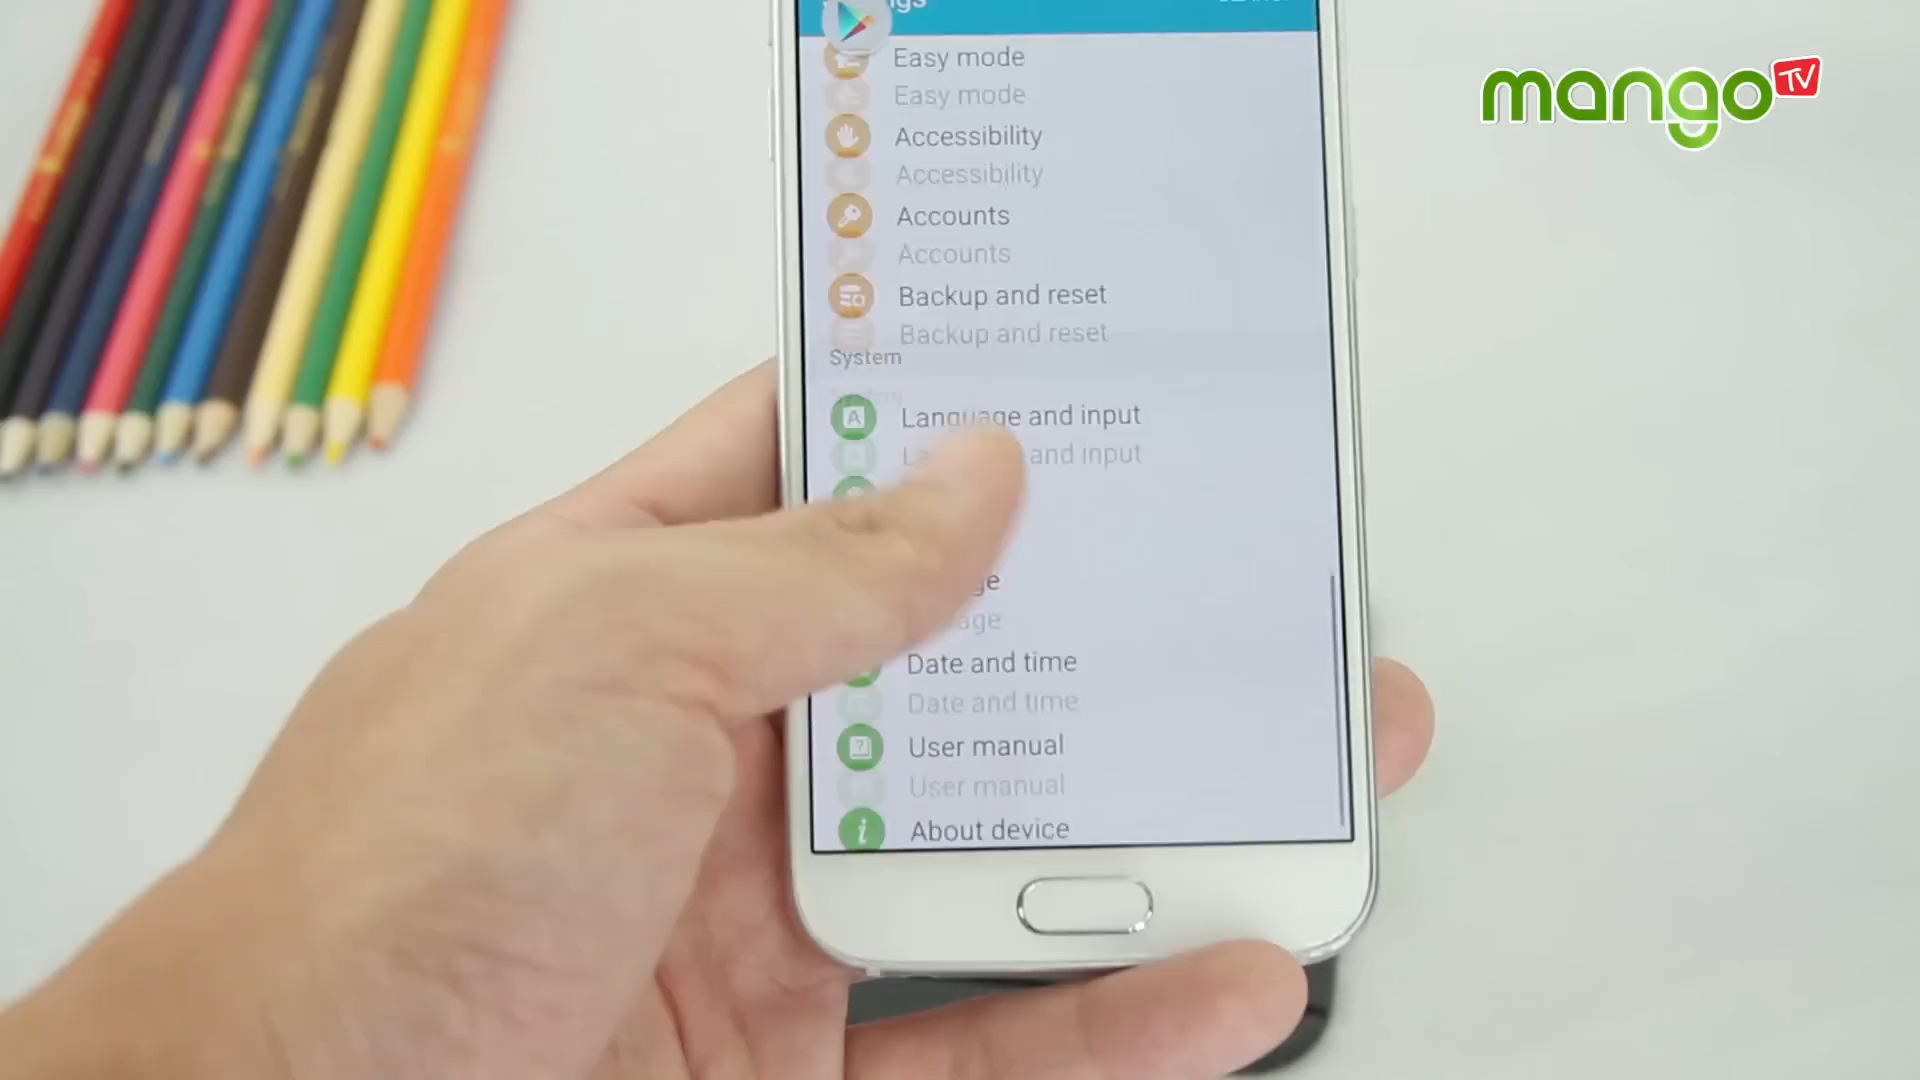 mango TV
Easy mode
Easy mode
Accessibility
Accessibility
Accounts
Accounts
Backup and reset
Backup and reset
System
System
Language and input
and input
Date and time
Date and time
User manual
User manual
About device